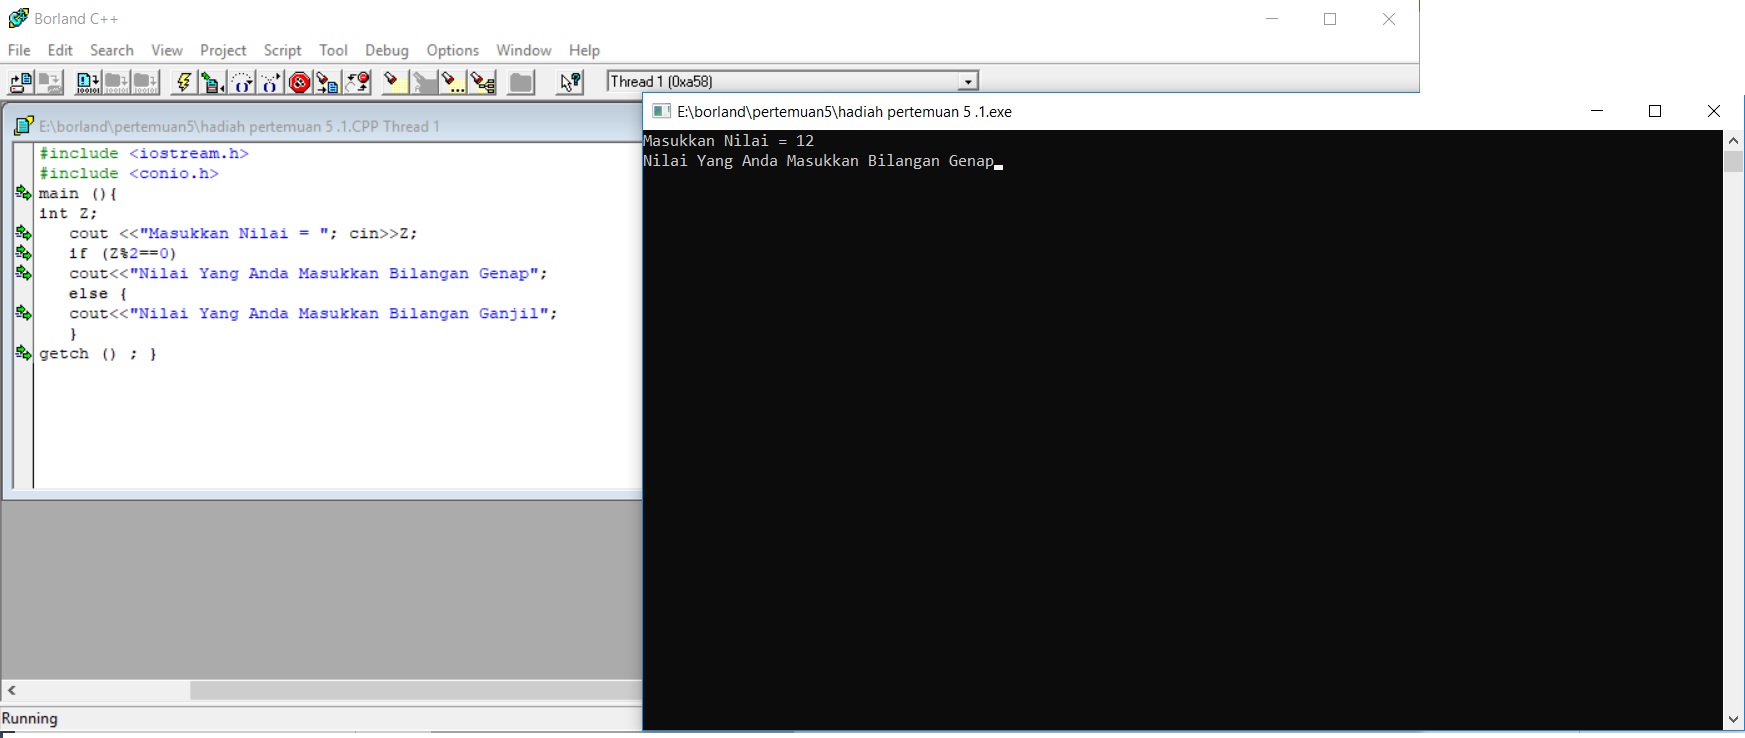 Borland C++
File Edit Search View Project Script Tool Debug Options Window Help
Thread 1 (0xa58)
E:\borland\pertemuan5\hadiah pertemuan 5 .1.CPP Thread 1
#include <iostream.h>
#include <conio.h>
main (){
int Z;
cout <<"Masukkan Nilai = "; cin>>Z;
if (Z%2==0)
cout<<"Nilai Yang Anda Masukkan Bilangan Genap";
else {
cout<<"Nilai Yang Anda Masukkan Bilangan Ganjil";
}
getch () ; }
Running
E:\borland\pertemuan5\hadiah pertemuan 5 .1.exe
Masukkan Nilai = 12
Nilai Yang Anda Masukkan Bilangan Genap